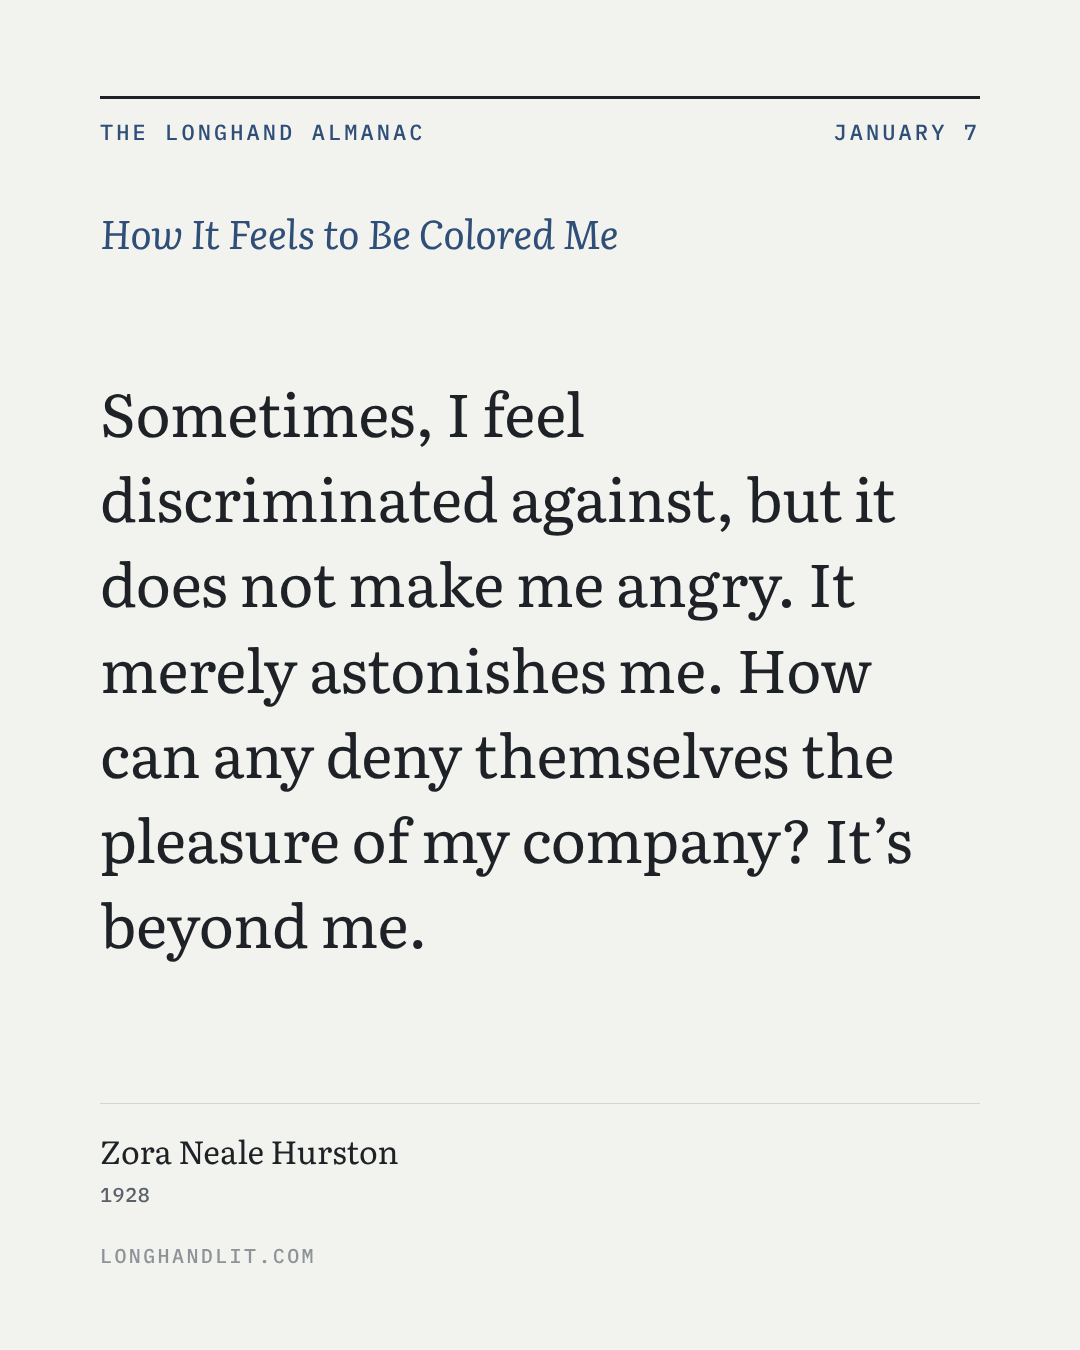 THE LONGHAND ALMANAC
JANUARY 7
How It Feels to Be Colored Me
Sometimes, I feel
discriminated against, but it
does not make me angry. It
merely astonishes me. How
can any deny themselves the
pleasure of my company? It’s
beyond me.
Zora Neale Hurston
1928
LONGHANDLIT.COM